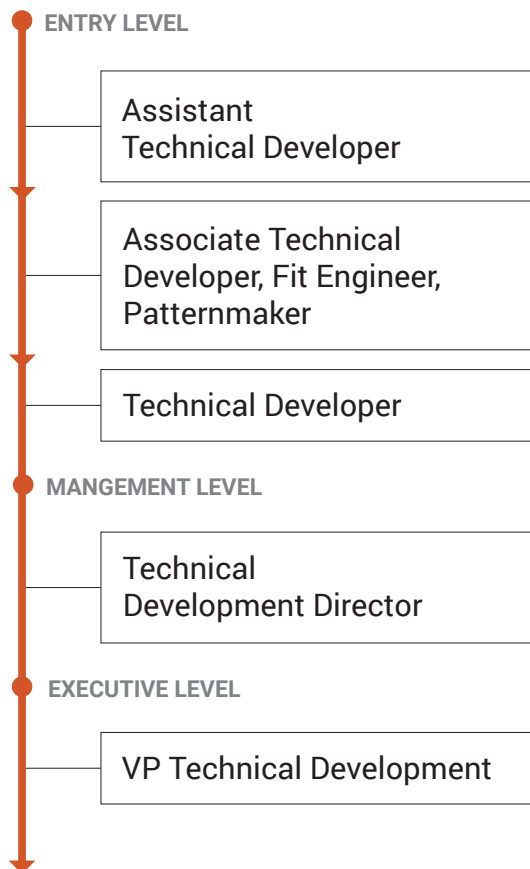 ENTRY LEVEL
Assistant
Technical Developer
Associate Technical
Developer, Fit Engineer,
Patternmaker
Technical Developer
MANGEMENT LEVEL
Technical
Development Director
EXECUTIVE LEVEL
VP Technical Development